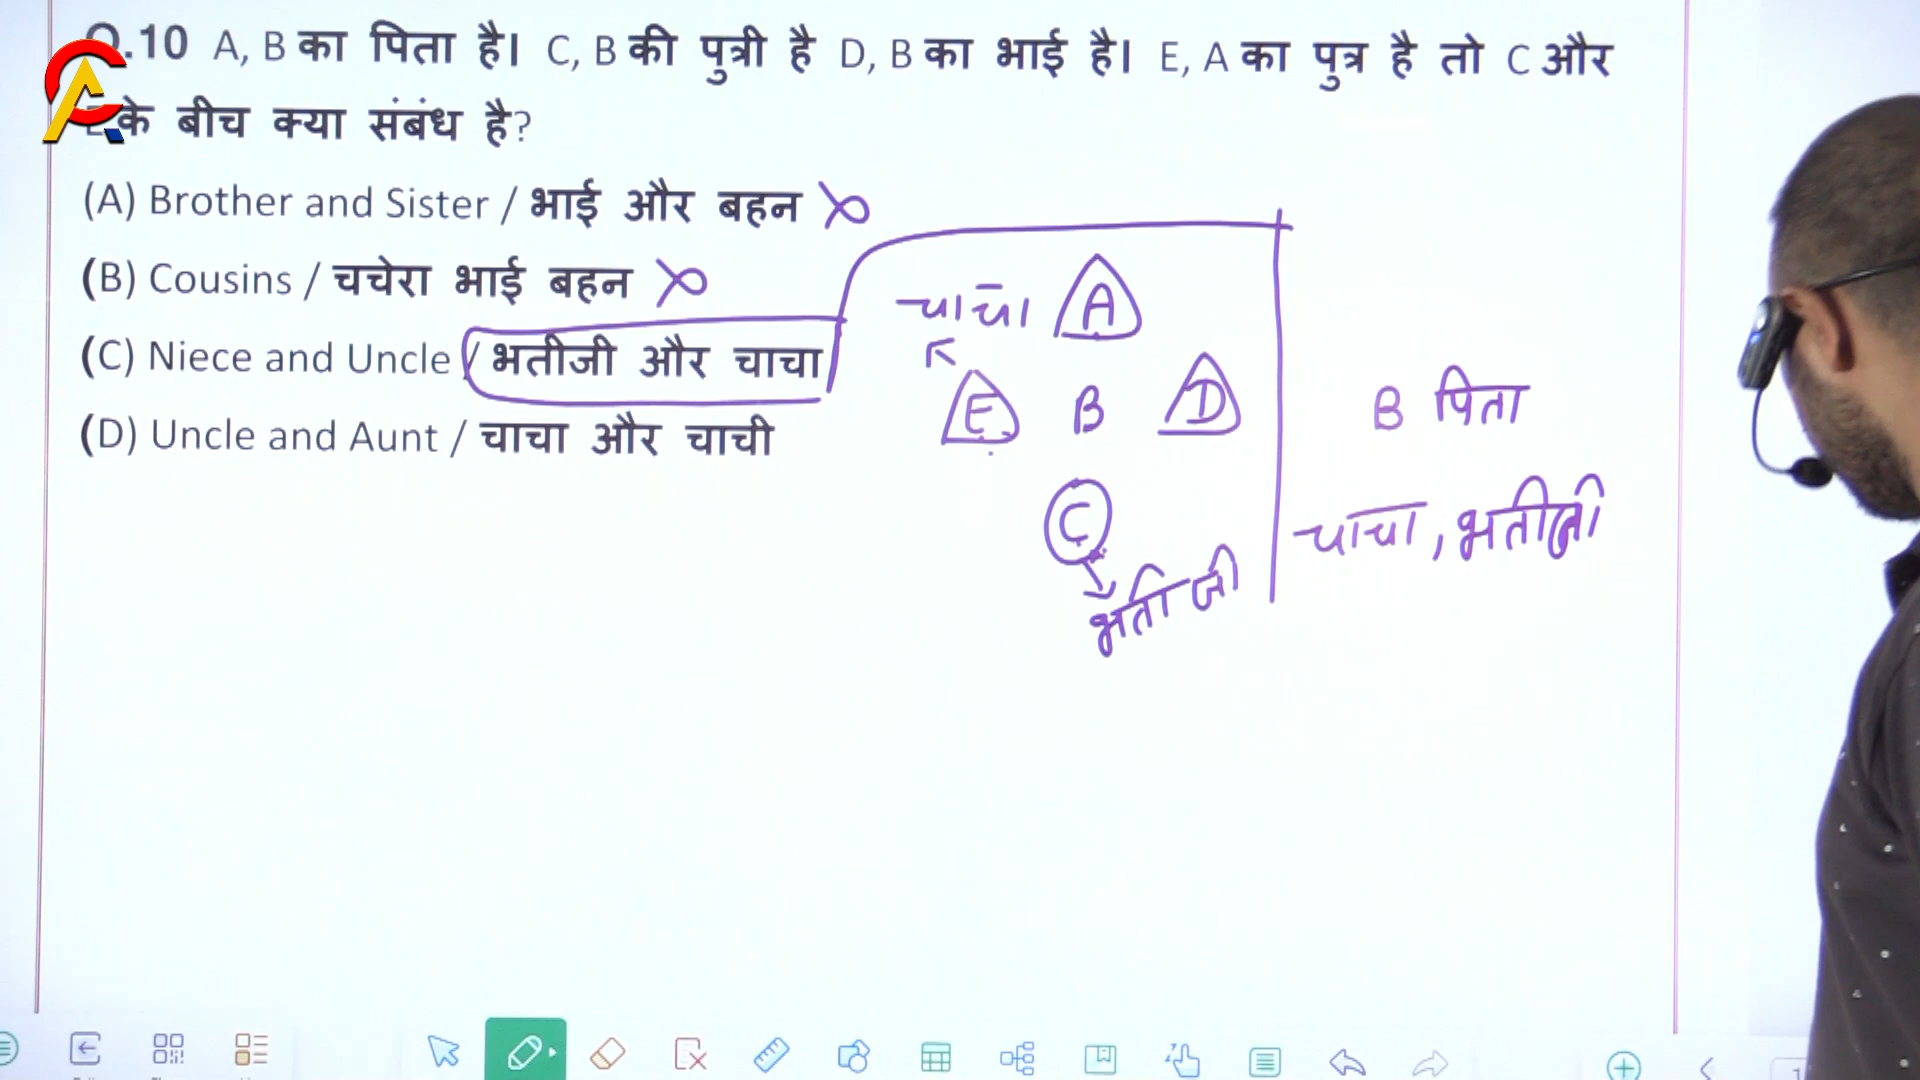 Q.10 A, B का पिता है। C, B की पुत्री है D, B का भाई है। E, A का पुत्र है तो C और
के बीच क्या संबंध है?
(A) Brother and Sister / भाई और बहन
(B) Cousins / चचेरा भाई बहन
(C) Niece and Uncle / भतीजी और चाचा
(D) Uncle and Aunt / चाचा और चाची
चाचा A
E B D
C
भतीजी
B पिता
चाचा, भतीजी